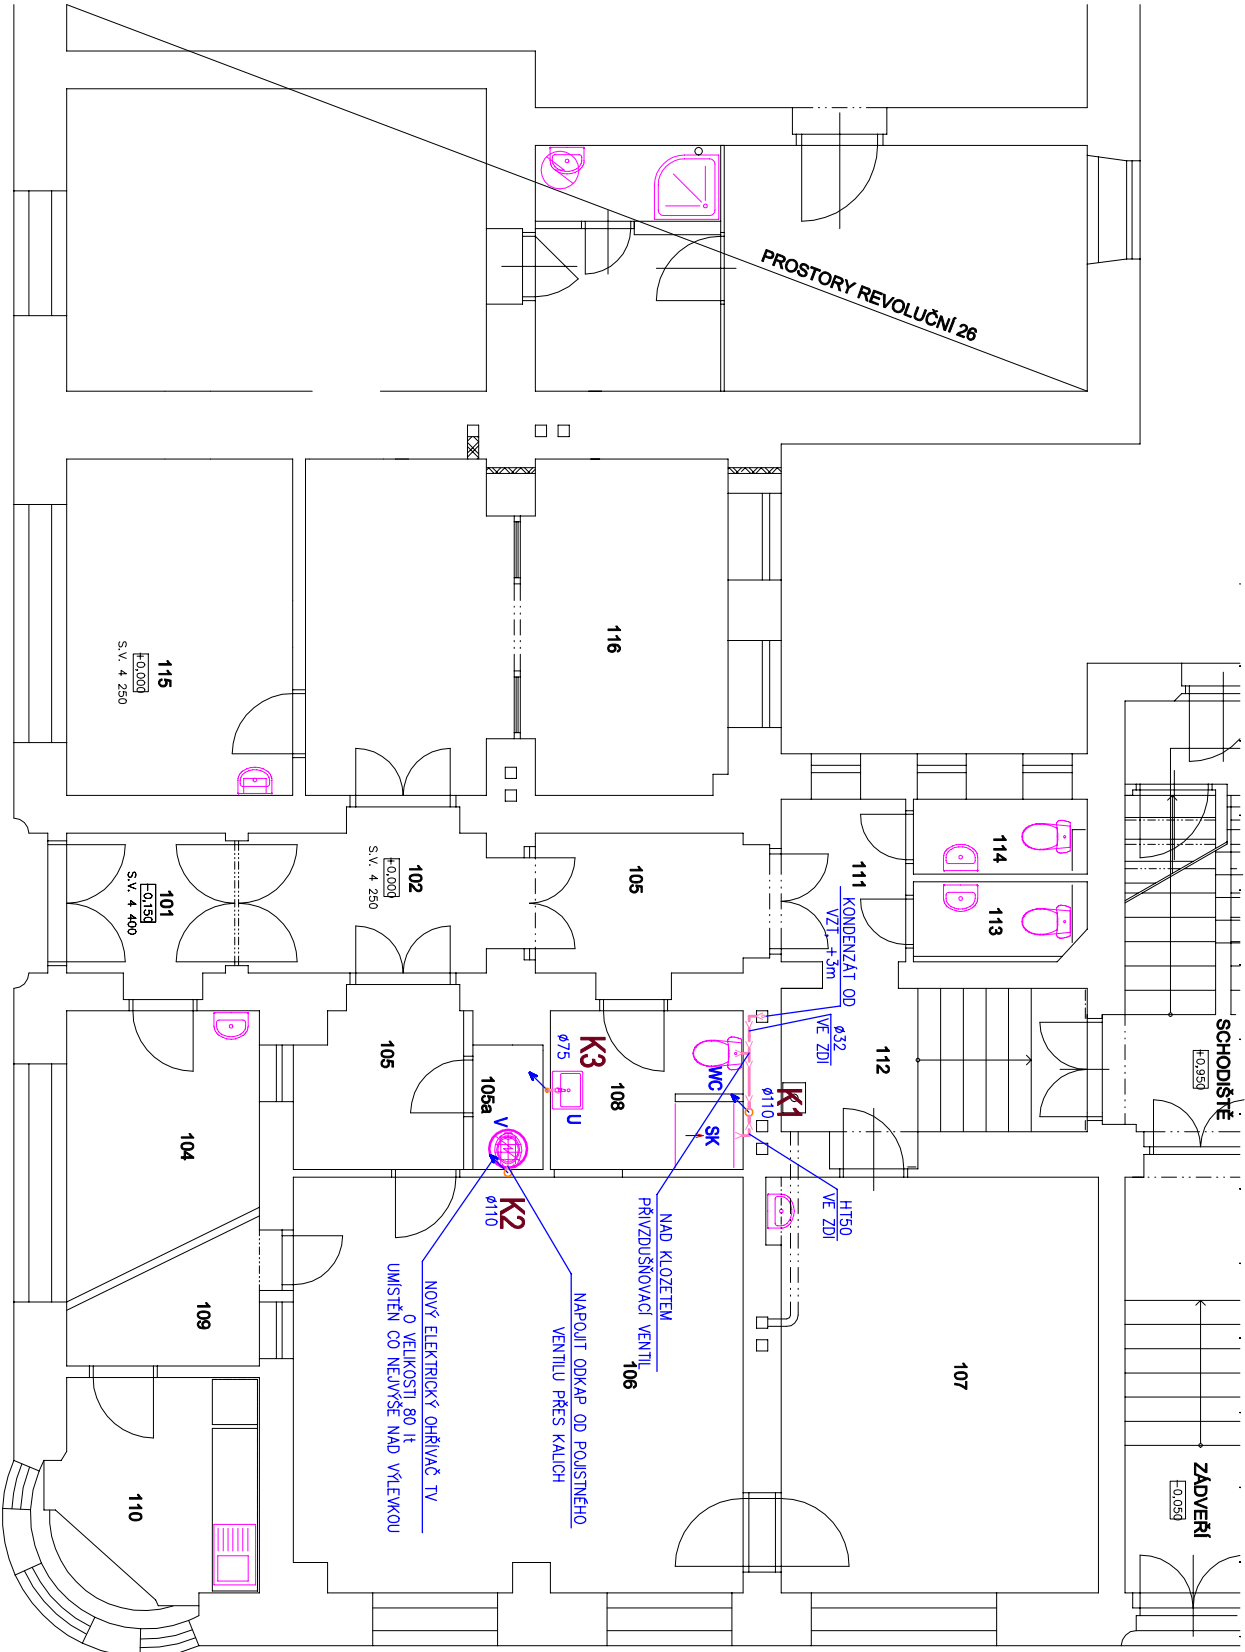 PROSTORY REVOLUČNÍ 26
116
115
+0,000
S.V. 4 250
102
+0,000
S.V. 4 250
101
-0,150
S.V. 4 400
105
111
114
113
KONDENZÁT OD
VZT, +3m
ø32
VE ZDI
112
SCHODIŠTĚ
+0,950
K1
ø110
WC
SK
108
K3
ø75
U
105a
V
105
104
K2
ø110
HT50
VE ZDI
NAD KLOZETEM
PŘIVZDUŠŇOVACÍ VENTIL
NAPOJIT ODKAP OD POJISTNÉHO
VENTILU PŘES KALICH
NOVÝ ELEKTRICKÝ OHŘÍVAČ TV
O VELIKOSTI 80 lt
UMÍSTĚN CO NEJVÝŠE NAD VÝLEVKOU
109
106
107
110
ZÁDVEŘÍ
-0,050